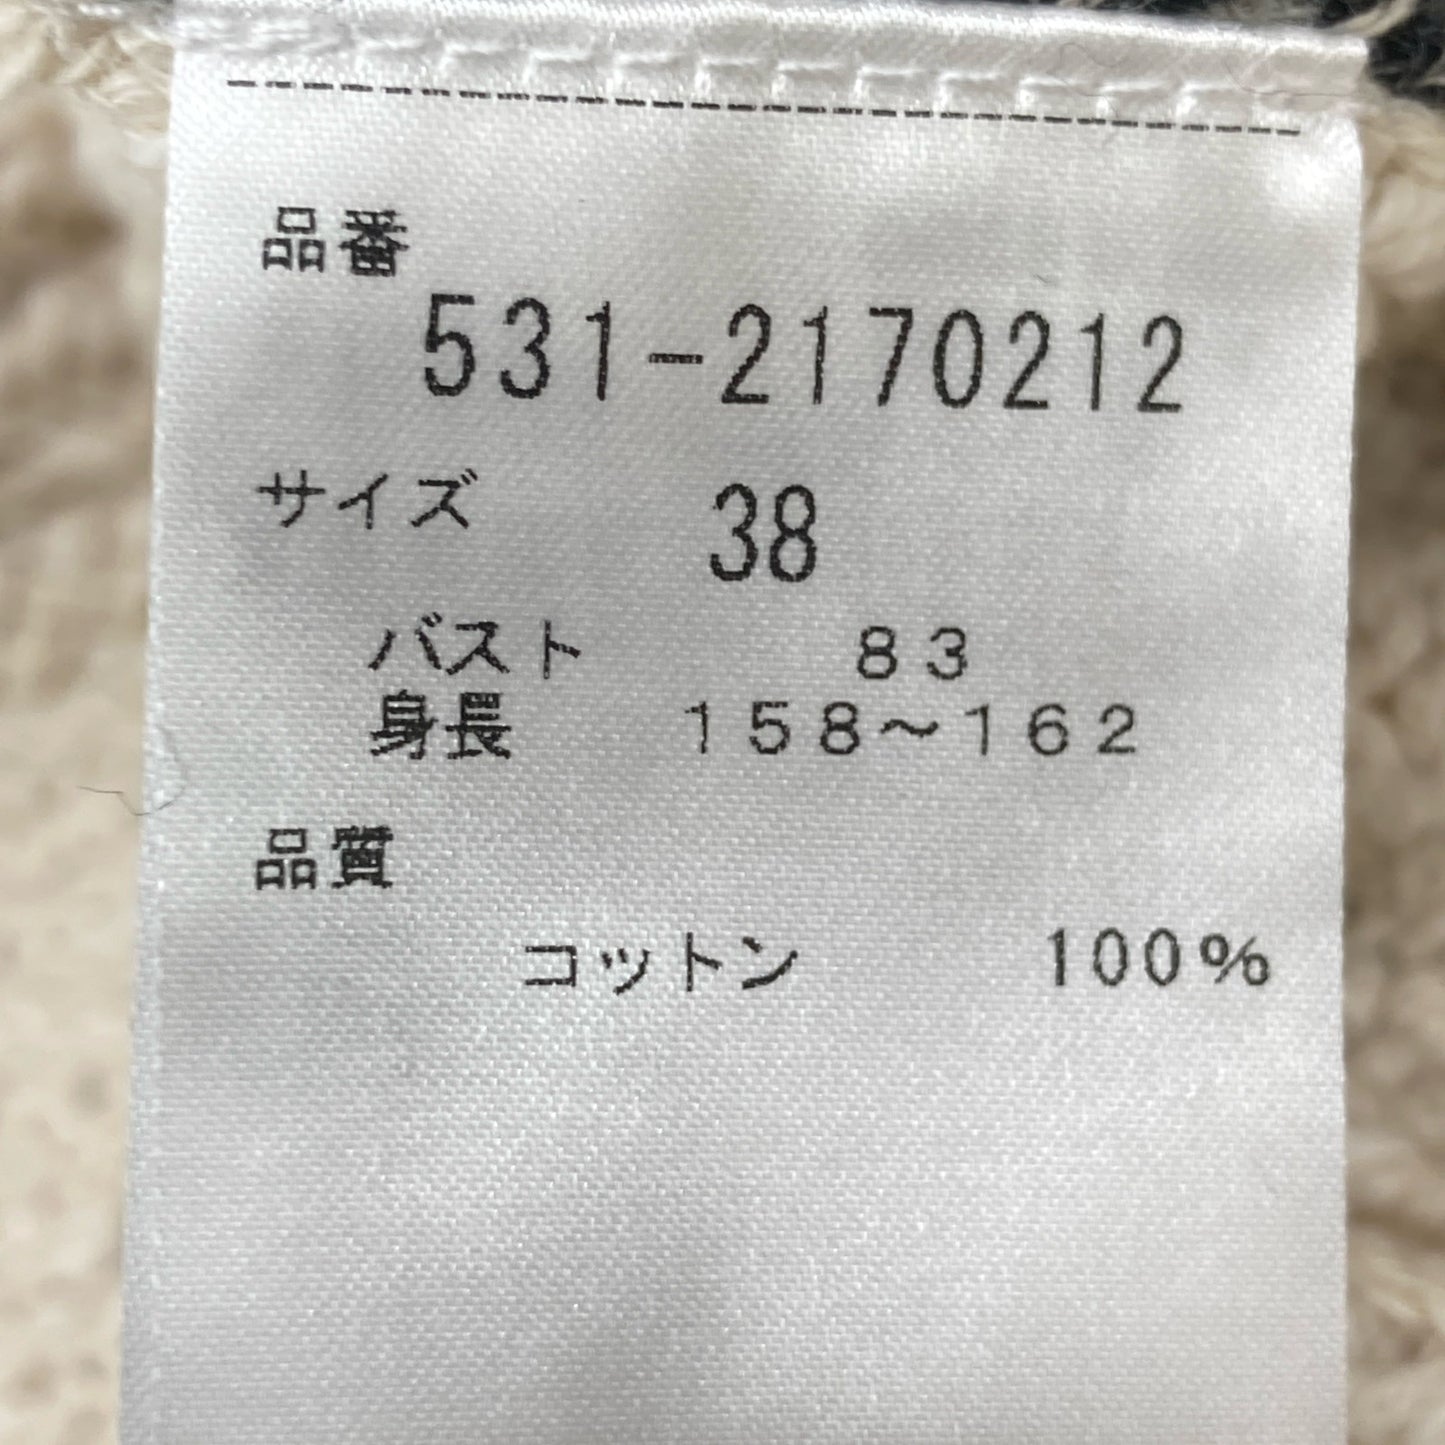 品番
531-2170212
サイズ 38
バスト 83
身長 158～162
品質
コットン 100%